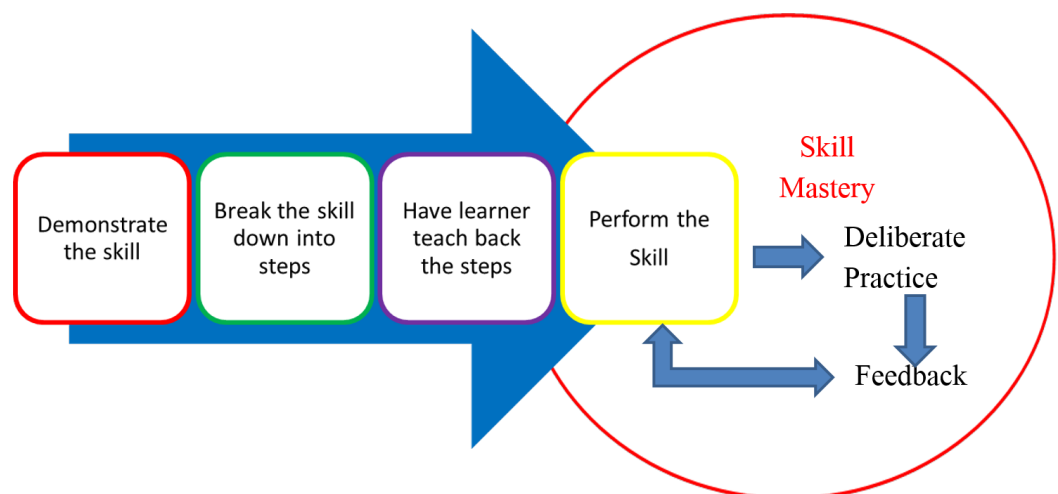 Demonstrate
the skill
Break the skill
down into
steps
Have learner
teach back
the steps
Perform the
Skill
Skill
Mastery
Deliberate
Practice
Feedback